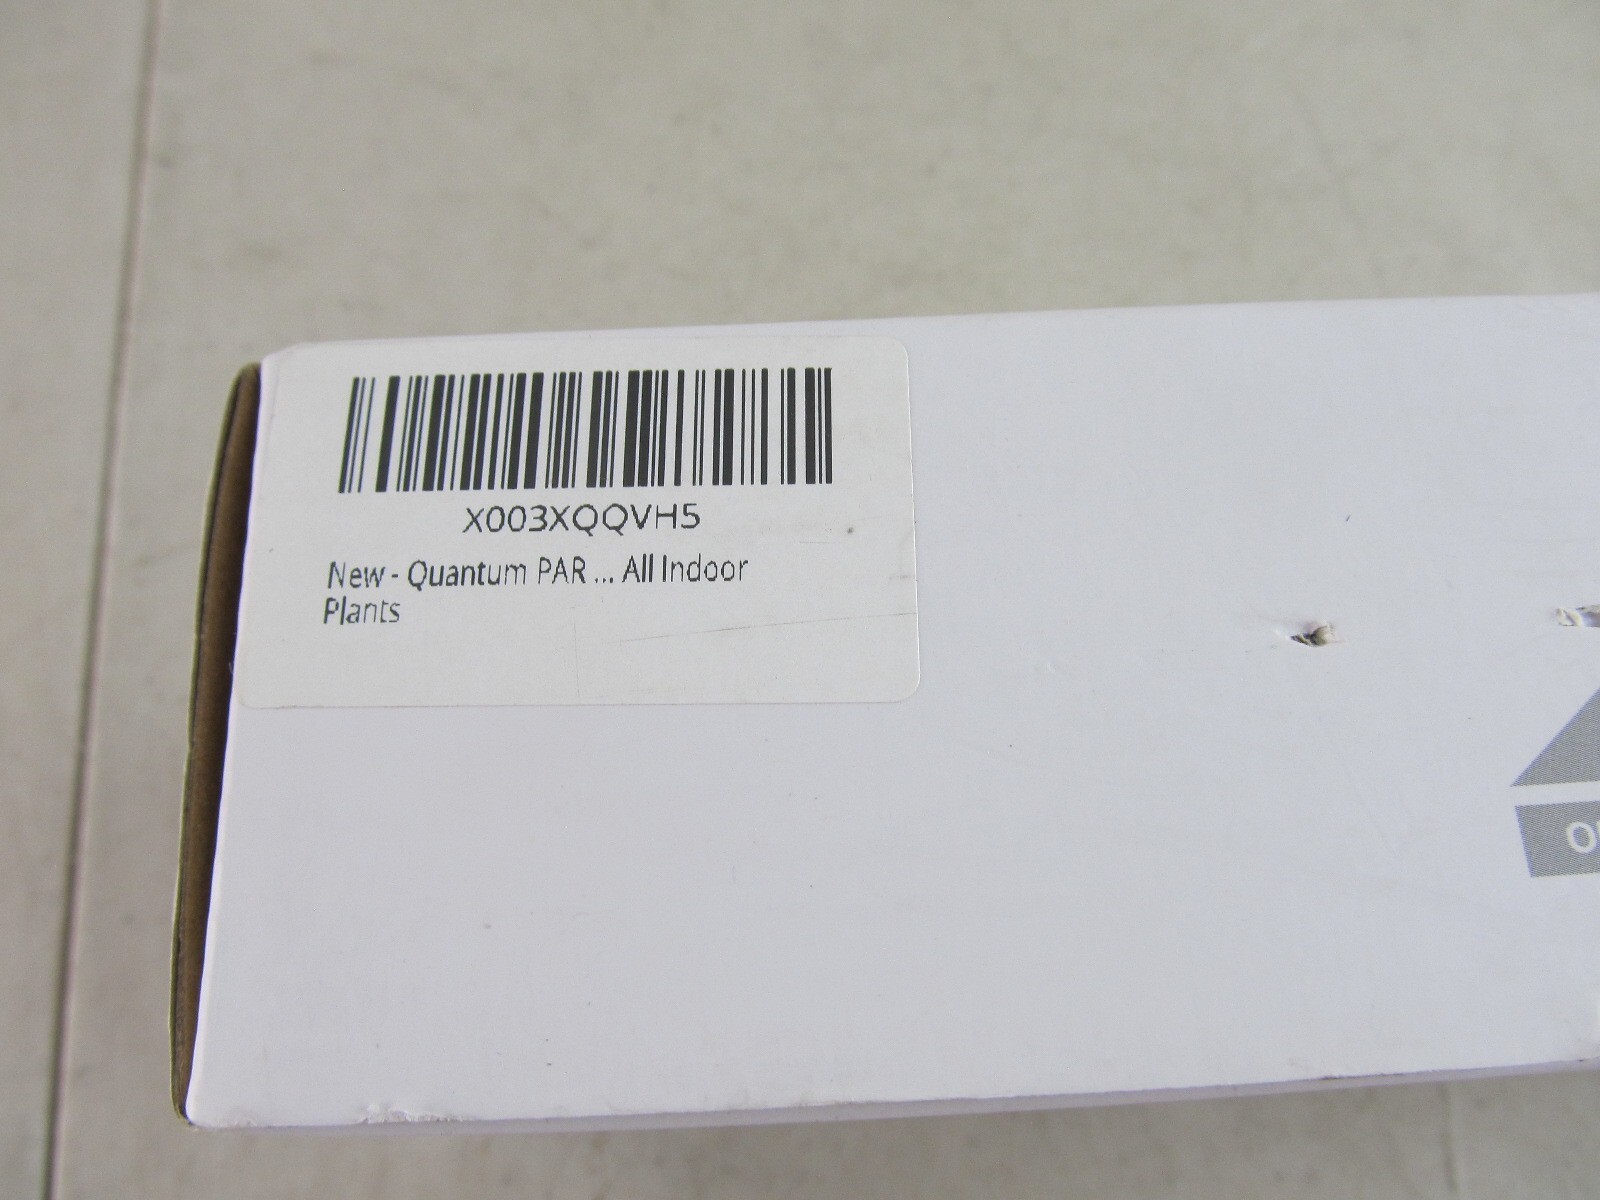 X003XQQVH5
New - Quantum PAR ... All Indoor
Plants